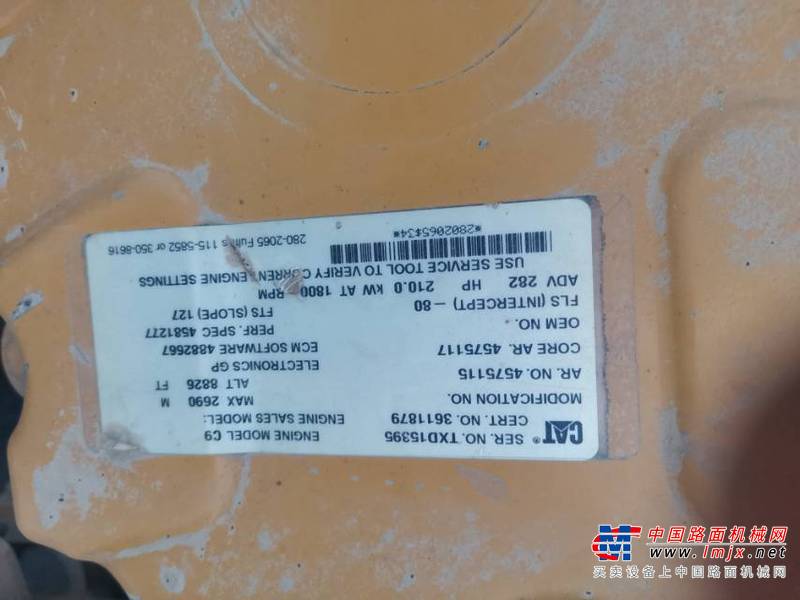 CAT® SER. NO. TXD15395 ENGINE MODEL C9
CERT. NO. 3611879 ENGINE SALES MODEL:
MODIFICATION NO. MAX 2690 M
AR. NO. 4575115 ALT 8826 FT
CORE AR. 4575117 ELECTRONICS GP
OEM NO. ECM SOFTWARE 4882667
FLS (INTERCEPT) –80 PERF. SPEC 4581277
ADV 282 HP 210.0 kW AT 1800 RPM FTS (SLOPE) 127
USE SERVICE TOOL TO VERIFY ENGINE SETTINGS
*2802065$34*
280-2065 115-5852 or 350-8616
中国路面机械网
www.lmjx.net
买卖设备上中国路面机械网